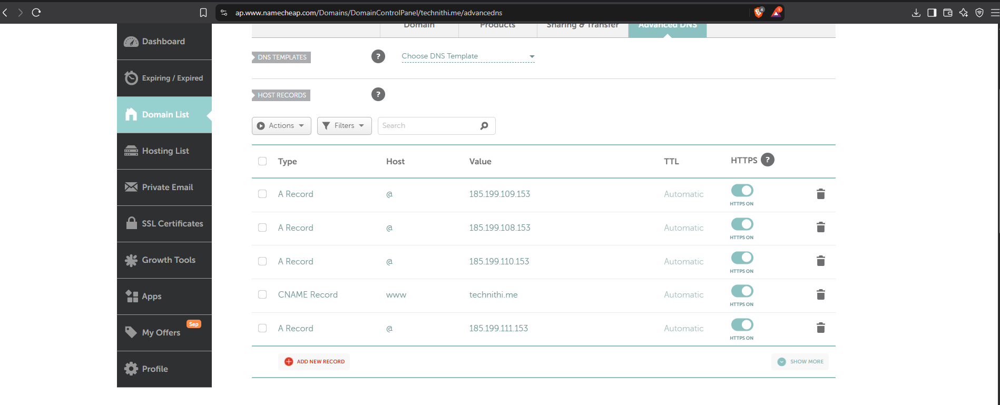 ap.www.namecheap.com/Domains/DomainControlPanel/technithi.me/advancedns
4
1
Domain
Products
Sharing & Transfer
Advanced DNS
Dashboard
Expiring / Expired
Domain List
Hosting List
Private Email
SSL Certificates
Growth Tools
Apps
Sep
My Offers
Profile
DNS TEMPLATES
?
Choose DNS Template
HOST RECORDS
?
Actions
Filters
Search
Type Host Value TTL HTTPS ?
A Record @ 185.199.109.153 Automatic
HTTPS ON
A Record @ 185.199.108.153 Automatic
HTTPS ON
A Record @ 185.199.110.153 Automatic
HTTPS ON
CNAME Record www technithi.me Automatic
HTTPS ON
A Record @ 185.199.111.153 Automatic
HTTPS ON
ADD NEW RECORD
SHOW MORE